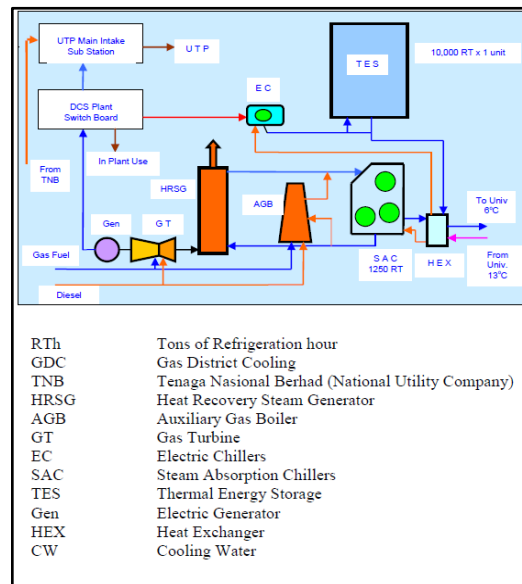 UTP Main Intake
Sub Station
U T P
T E S
10,000 RT x 1 unit
E C
DCS Plant
Switch Board
From
TNB
In Plant Use
HRSG
AGB
Gen
G T
Gas Fuel
Diesel
S A C
1250 RT
H E X
To Univ
6°C
From
Univ.
13°C
RTh Tons of Refrigeration hour
GDC Gas District Cooling
TNB Tenaga Nasional Berhad (National Utility Company)
HRSG Heat Recovery Steam Generator
AGB Auxiliary Gas Boiler
GT Gas Turbine
EC Electric Chillers
SAC Steam Absorption Chillers
TES Thermal Energy Storage
Gen Electric Generator
HEX Heat Exchanger
CW Cooling Water